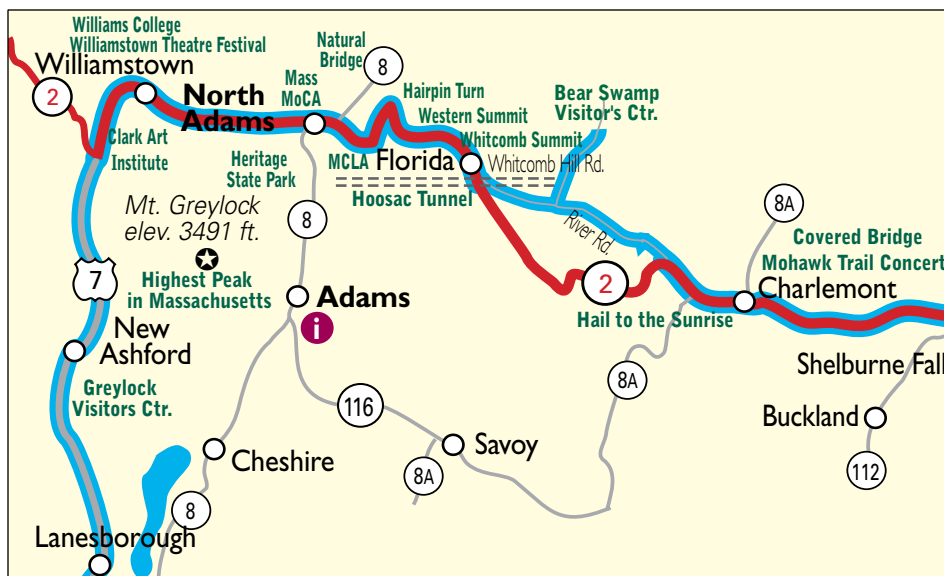 Williams College
Williamstown Theatre Festival
Williamstown
2
Natural
Bridge
8
Mass
MoCA
North
Adams
Hairpin Turn
Western Summit
Whitcomb Summit
Bear Swamp
Visitor's Ctr.
Clark Art
Institute
Heritage
State Park
MCLA
Florida
Whitcomb Hill Rd.
Hoosac Tunnel
Mt. Greylock
elev. 3491 ft.
8
River Rd.
8A
Covered Bridge
Mohawk Trail Concert
7
Highest Peak
in Massachusetts
Adams
i
2
Charlemont
Hail to the Sunrise
New
Ashford
Shelburne Fall
Greylock
Visitors Ctr.
116
8A
Buckland
Cheshire
Savoy
8A
112
8
Lanesborough